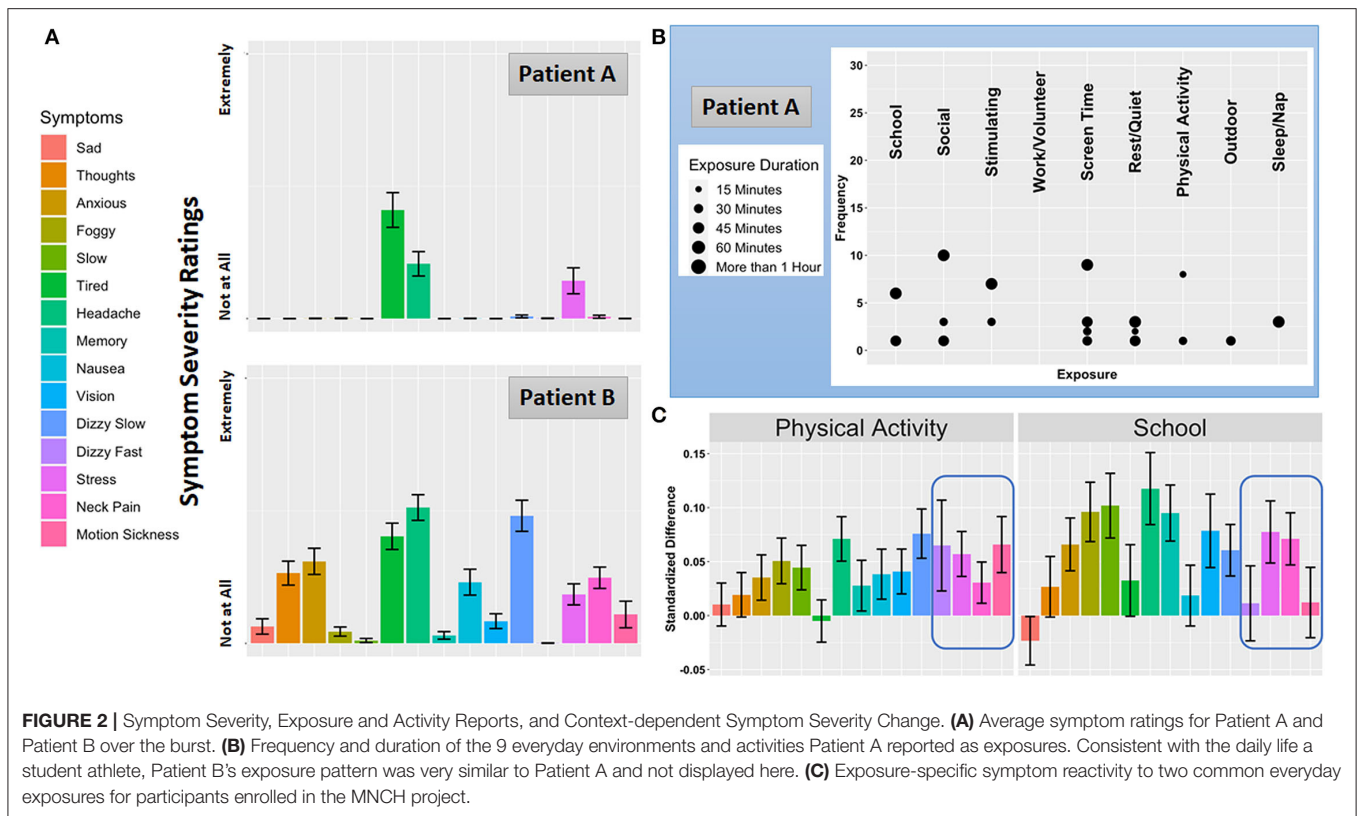 A
Symptoms
Sad
Thoughts
Anxious
Foggy
Slow
Tired
Headache
Memory
Nausea
Vision
Dizzy Slow
Dizzy Fast
Stress
Neck Pain
Motion Sickness
Symptom Severity Ratings
Extremely
Not at All
Patient A
Extremely
Not at All
Patient B
B
Patient A
Exposure Duration
15 Minutes
30 Minutes
45 Minutes
60 Minutes
More than 1 Hour
Frequency
30
25
20
15
10
5
0
School
Social
Stimulating
Work/Volunteer
Screen Time
Rest/Quiet
Physical Activity
Outdoor
Sleep/Nap
Exposure
C
Physical Activity
School
Standardized Difference
0.15
0.10
0.05
0.00
-0.05
FIGURE 2 | Symptom Severity, Exposure and Activity Reports, and Context-dependent Symptom Severity Change. (A) Average symptom ratings for Patient A and
Patient B over the burst. (B) Frequency and duration of the 9 everyday environments and activities Patient A reported as exposures. Consistent with the daily life a
student athlete, Patient B's exposure pattern was very similar to Patient A and not displayed here. (C) Exposure-specific symptom reactivity to two common everyday
exposures for participants enrolled in the MNCH project.